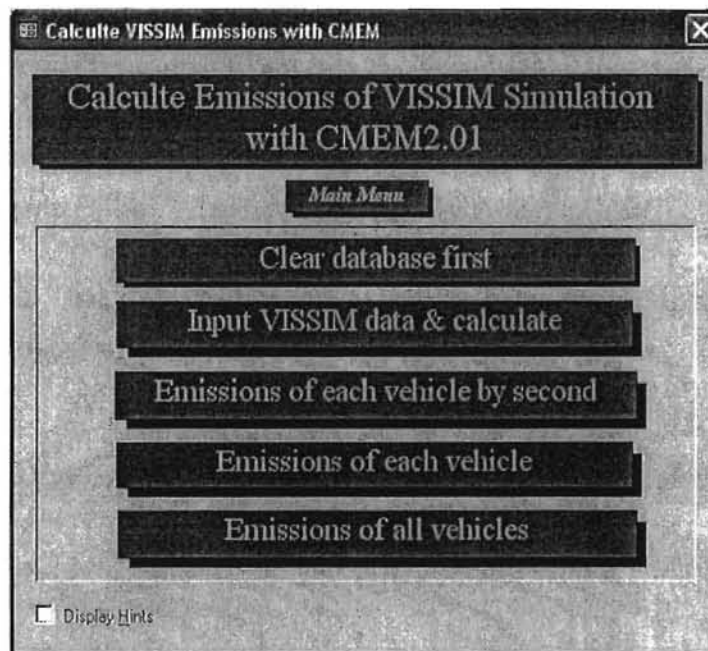 Calculte VISSIM Emissions with CMEM
Calculte Emissions of VISSIM Simulation
with CMEM2.01
Main Menu
Clear database first
Input VISSIM data & calculate
Emissions of each vehicle by second
Emissions of each vehicle
Emissions of all vehicles
Display Hints